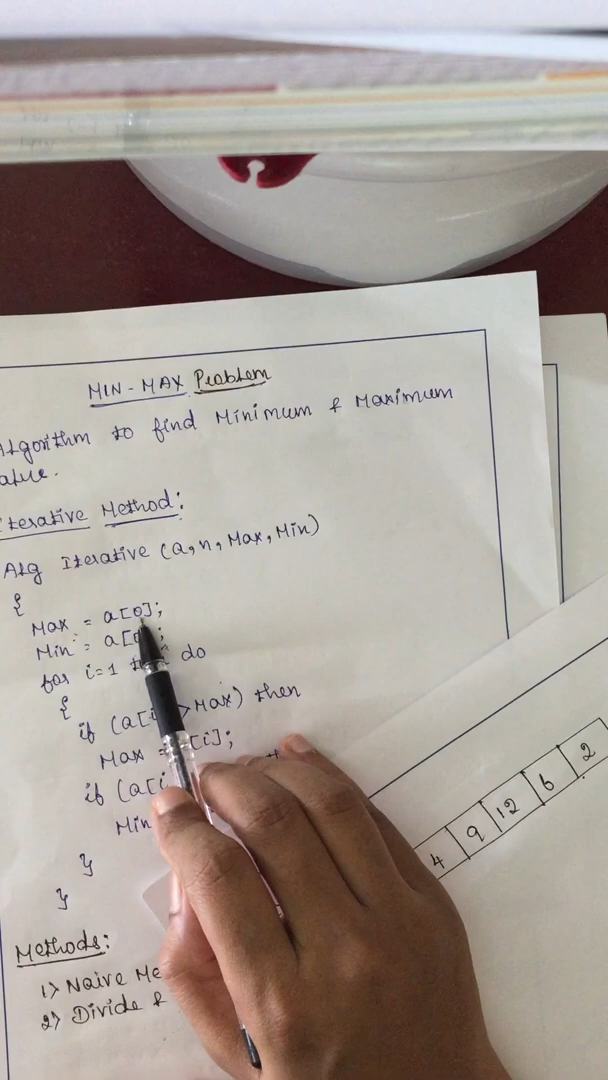 MIN-MAX Problem
Algorithm to find Minimum & Maximum
Iterative Method:
Alg Iterative (a, n, Max, Min)
{
Max = a[0];
Min = a[
for i=1 do
{
if (a[i] > Max) then
Max = [i];
if (a[i
Min
}
}
Methods:
1) Naive Me
2) Divide &
4 9 12 6 2